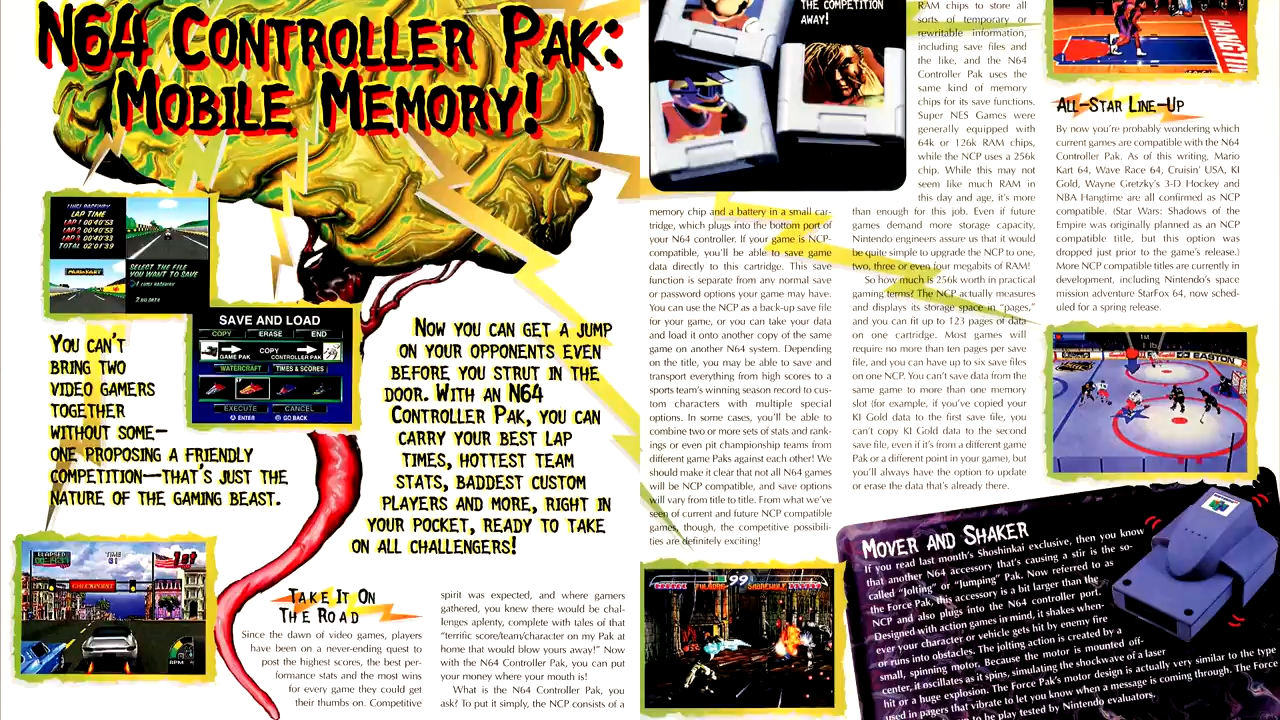 N64 CONTROLLER PAK:
MOBILE MEMORY!
LAP TIME
LAP 1 00'40'53
LAP 2 00'40'53
LAP 3 00'40'33
TOTAL 02'01'39
SELECT THE FILE
YOU WANT TO SAVE
SAVE AND LOAD
COPY ERASE END
GAME PAK COPY CONTROLLER PAK
WATERCRAFT TIMES & SCORES
EXECUTE CANCEL
ENTER GO BACK
YOU CAN'T
BRING TWO
VIDEO GAMERS
TOGETHER
WITHOUT SOME-
ONE PROPOSING A FRIENDLY
COMPETITION—THAT'S JUST THE
NATURE OF THE GAMING BEAST.
NOW YOU CAN GET A JUMP
ON YOUR OPPONENTS EVEN
BEFORE YOU STRUT IN THE
DOOR. WITH AN N64
CONTROLLER PAK, YOU CAN
CARRY YOUR BEST LAP
TIMES, HOTTEST TEAM
STATS, BADDEST CUSTOM
PLAYERS AND MORE, RIGHT IN
YOUR POCKET, READY TO TAKE
ON ALL CHALLENGERS!
ELAPSED
TIME
1st
CHECKPOINT
RPM
TAKE IT ON
THE ROAD
Since the dawn of video games, players
have been on a never-ending quest to
post the highest scores, the best per-
formance stats and the most wins
for every game they could get
their thumbs on. Competitive
spirit was expected, and where gamers
gathered, you knew there would be chal-
lenges aplenty, complete with tales of that
"terrific score/team/character on my Pak at
home that would blow yours away!" Now
with the N64 Controller Pak, you can put
your money where your mouth is!
What is the N64 Controller Pak, you
ask? To put it simply, the NCP consists of a
THE COMPETITION
AWAY!
memory chip and a battery in a small car-
tridge, which plugs into the bottom port of
your N64 controller. If your game is NCP-
compatible, you'll be able to save game
data directly to this cartridge. This save
function is separate from any normal save
or password options your game may have.
You can use the NCP as a back-up save file
for your game, or you can take your data
and load it onto another copy of the same
game on another N64 system. Depending
on the title, you may be able to save and
transport everything from high scores to a
sports team's winning season record to cus-
tom characters with multiple special
options. In some cases, you'll be able to
combine two or more sets of stats and rank-
ings or even pit championship teams from
different game Paks against each other! We
should make it clear that not all N64 games
will be NCP compatible, and save options
will vary from title to title. From what we've
seen of current and future NCP compatible
games, though, the competitive possibili-
ties are definitely exciting!
99
FULGORE SABREWULF
RAM chips to store all
sorts of temporary or
rewritable information,
including save files and
the like, and the N64
Controller Pak uses the
same kind of memory
chips for its save functions.
Super NES Games were
generally equipped with
64k or 126k RAM chips,
while the NCP uses a 256k
chip. While this may not
seem like much RAM in
this day and age, it's more
than enough for this job. Even if future
games demand more storage capacity,
Nintendo engineers assure us that it would
be quite simple to upgrade the NCP to one,
two, three or even four megabits of RAM!
So how much is 256k worth in practical
gaming terms? The NCP actually measures
and displays its storage space in "pages,"
and you can fit up to 123 pages of data
on one cartridge. Most games will
require no more than ten pages per save
file, and you can have up to six save files
on one NCP. You can't save data from the
same game to more than one memory
slot (for example, if you've copied your
KI Gold data to the first save file, you
can't copy KI Gold data to the second
save file, even if it's from a different game
Pak or a different point in your game, but
you'll always have the option to update
or erase the data that's already there.
HANGTIM
ALL-STAR LINE-UP
By now you're probably wondering which
current games are compatible with the N64
Controller Pak. As of this writing, Mario
Kart 64, Wave Race 64, Cruisin' USA, KI
Gold, Wayne Gretzky's 3-D Hockey and
NBA Hangtime are all confirmed as NCP
compatible. (Star Wars: Shadows of the
Empire was originally planned as an NCP
compatible title, but this option was
dropped just prior to the game's release.)
More NCP compatible titles are currently in
development, including Nintendo's space
mission adventure StarFox 64, now sched-
uled for a spring release.
EASTON
MOVER AND SHAKER
If you read last month's Shoshinkai exclusive, then you know
that another N64 accessory that's causing a stir is the so-
called "Jolting" or "Jumping" Pak. Now referred to as
the Force Pak, this accessory is a bit larger than the
NCP and also plugs into the N64 controller port.
Designed with action games in mind, it shakes when-
ever your character or vehicle gets hit by enemy fire
or runs into obstacles. The jolting action is created by a
small, spinning motor. Because the motor is mounted off-
center, it oscillates as it spins, simulating the shockwave of a laser
hit or a huge explosion. The Force Pak's motor design is actually very similar to the type
used in pagers that vibrate to let you know when a message is coming through. The Force
to be play tested by Nintendo evaluators.